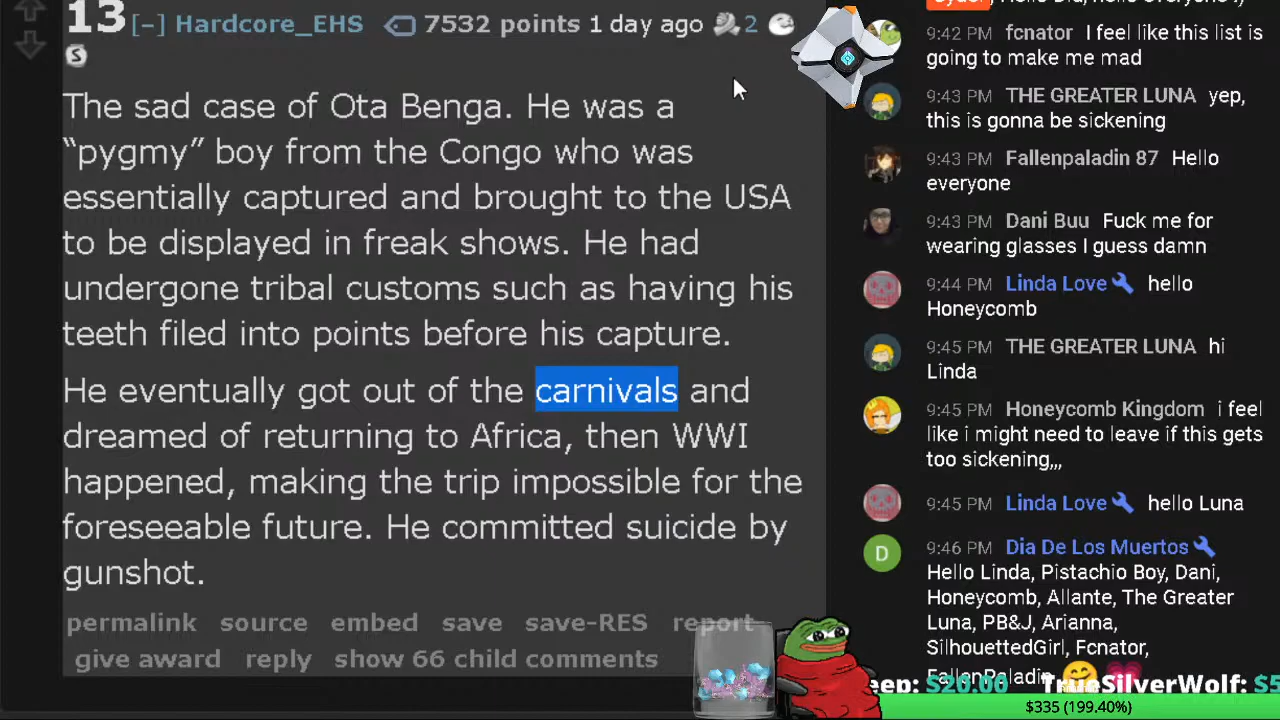 13 [–] Hardcore_EHS 7532 points 1 day ago 2
S
The sad case of Ota Benga. He was a
“pygmy” boy from the Congo who was
essentially captured and brought to the USA
to be displayed in freak shows. He had
undergone tribal customs such as having his
teeth filed into points before his capture.
He eventually got out of the carnivals and
dreamed of returning to Africa, then WWI
happened, making the trip impossible for the
foreseeable future. He committed suicide by
gunshot.
permalink source embed save save-RES report
give award reply show 66 child comments
9:42 PM fcnator I feel like this list is
going to make me mad
9:43 PM THE GREATER LUNA yep,
this is gonna be sickening
9:43 PM Fallenpaladin 87 Hello
everyone
9:43 PM Dani Buu Fuck me for
wearing glasses I guess damn
9:44 PM Linda Love hello
Honeycomb
9:45 PM THE GREATER LUNA hi
Linda
9:45 PM Honeycomb Kingdom i feel
like i might need to leave if this gets
too sickening,,,
9:45 PM Linda Love hello Luna
D
9:46 PM Dia De Los Muertos
Hello Linda, Pistachio Boy, Dani,
Honeycomb, Allante, The Greater
Luna, PB&J, Arianna,
SilhouettedGirl, Fcnator,
FallenPaladin
eep: $20.00 TrueSilverWolf: $5
$335 (199.40%)